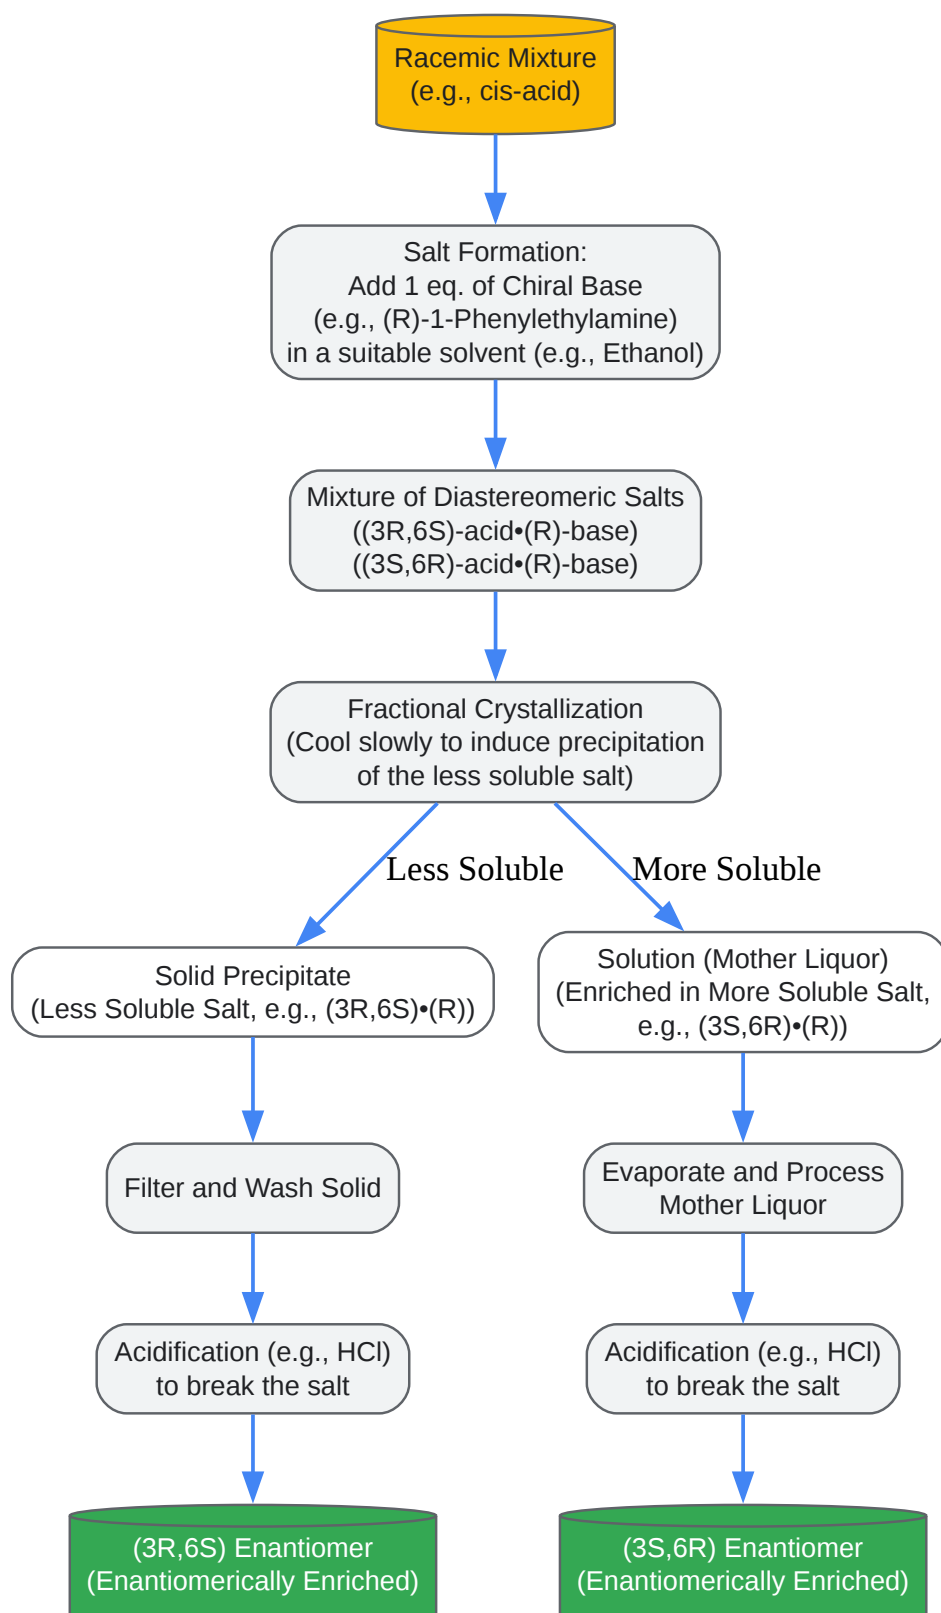 Racemic Mixture
(e.g., cis-acid)
Salt Formation:
Add 1 eq. of Chiral Base
(e.g., (R)-1-Phenylethylamine)
in a suitable solvent (e.g., Ethanol)
Mixture of Diastereomeric Salts
((3R,6S)-acid•(R)-base)
((3S,6R)-acid•(R)-base)
Fractional Crystallization
(Cool slowly to induce precipitation
of the less soluble salt)
Less Soluble
More Soluble
Solid Precipitate
(Less Soluble Salt, e.g., (3R,6S)•(R))
Solution (Mother Liquor)
(Enriched in More Soluble Salt,
e.g., (3S,6R)•(R))
Filter and Wash Solid
Evaporate and Process
Mother Liquor
Acidification (e.g., HCl)
to break the salt
Acidification (e.g., HCl)
to break the salt
(3R,6S) Enantiomer
(Enantiomerically Enriched)
(3S,6R) Enantiomer
(Enantiomerically Enriched)